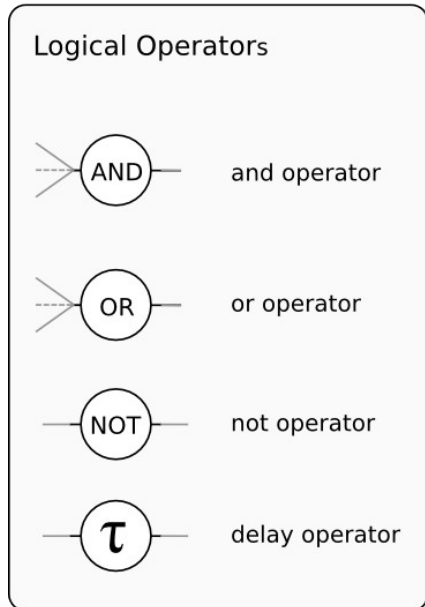 Logical Operators
AND and operator
OR or operator
NOT not operator
τ delay operator